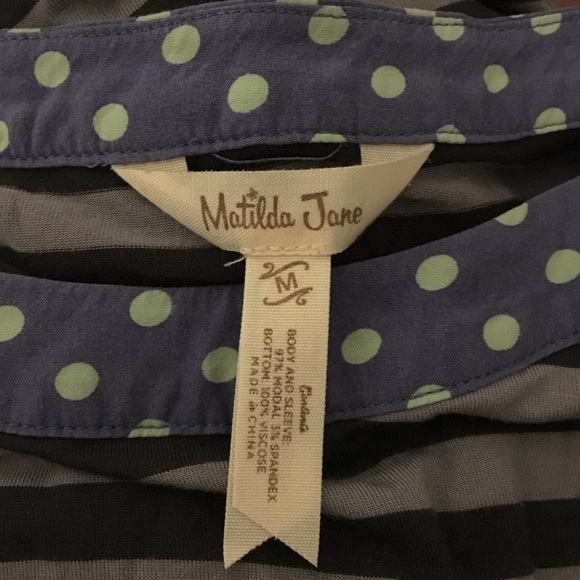 Matilda Jane
M
Contents
BODY AND SLEEVE:
97% MODAL 3% SPANDEX
BOTTOM: 100% VISCOSE
MADE in CHINA